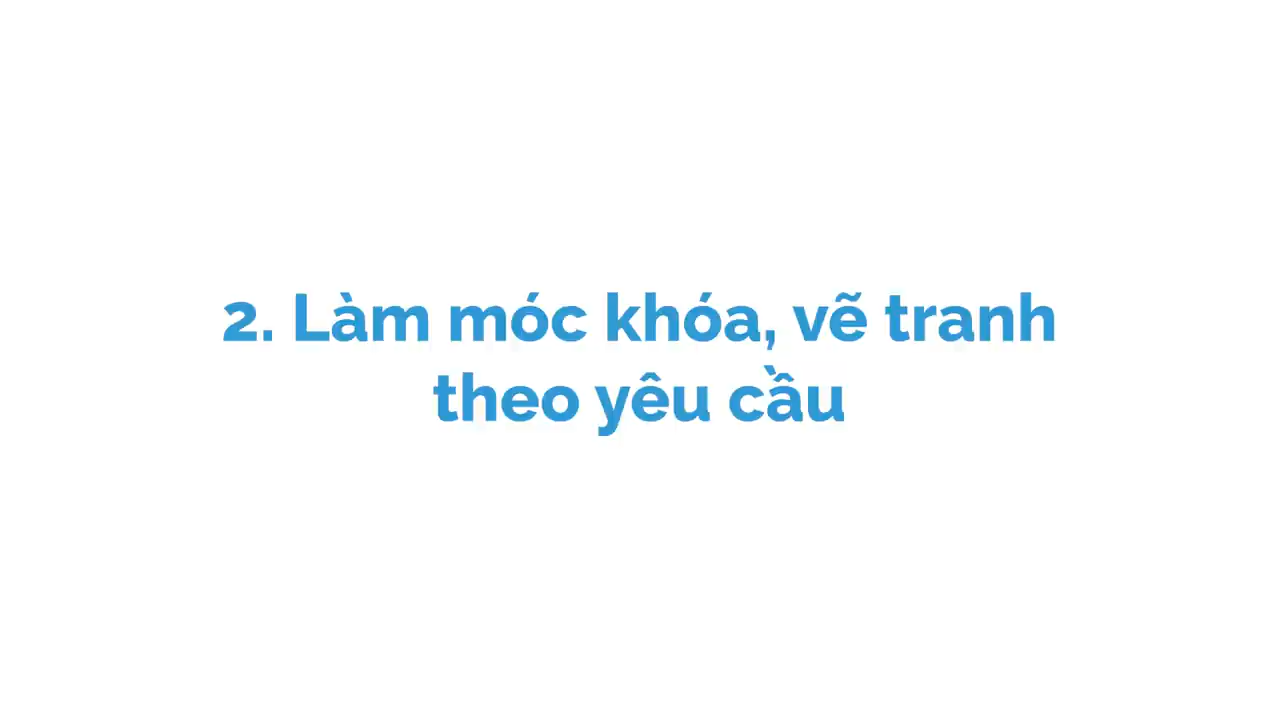 2. Làm móc khóa, vẽ tranh
theo yêu cầu